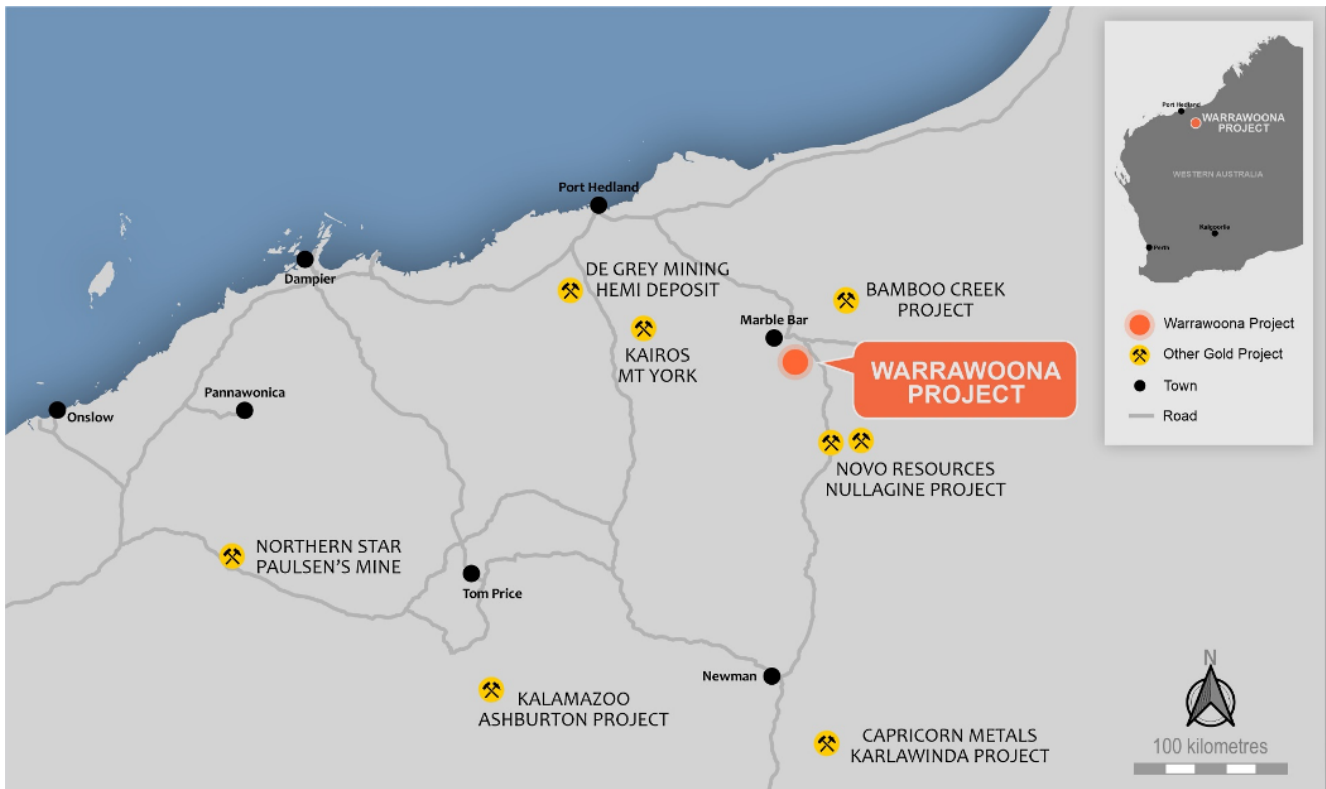 Port Hedland
Dampier
DE GREY MINING
HEMI DEPOSIT
KAIROS
MT YORK
BAMBOO CREEK
PROJECT
Marble Bar
WARRAWOONA
PROJECT
Pannawonica
Onslow
NOVO RESOURCES
NULLAGINE PROJECT
NORTHERN STAR
PAULSEN'S MINE
Tom Price
KALAMAZOO
ASHBURTON PROJECT
Newman
CAPRICORN METALS
KARLAWINDA PROJECT
Port Hedland
WARRAWOONA
PROJECT
WESTERN AUSTRALIA
Kalgoorlie
Perth
Warrawoona Project
Other Gold Project
Town
Road
N
100 kilometres